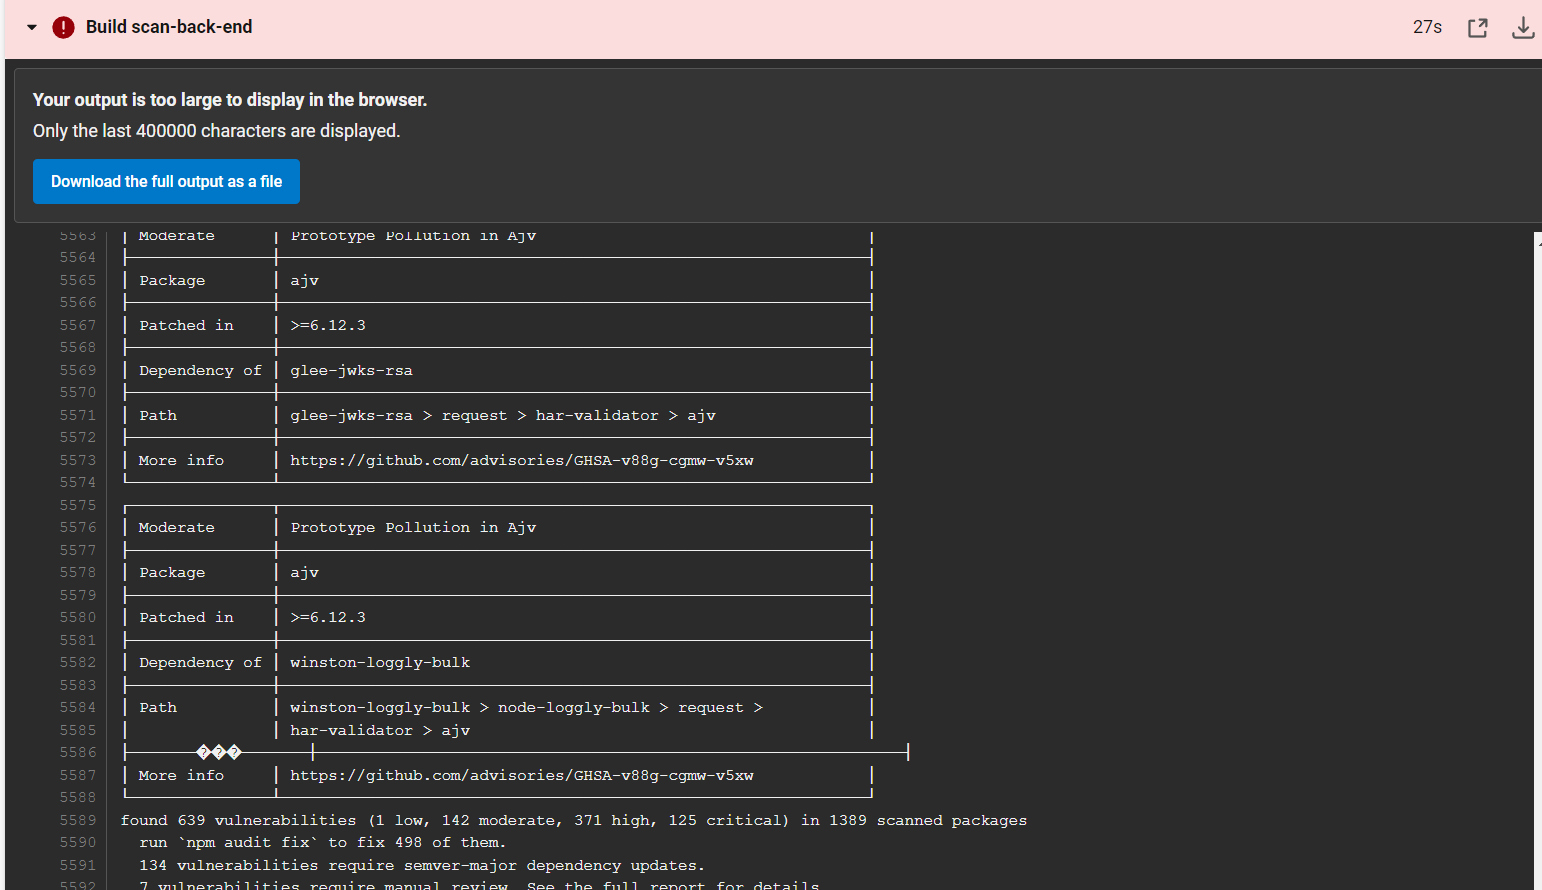 Build scan-back-end
27s
Your output is too large to display in the browser.
Only the last 400000 characters are displayed.
Download the full output as a file
5563 | Moderate | Prototype Pollution in Ajv |
5564
5565 | Package | ajv |
5566
5567 | Patched in | >=6.12.3 |
5568
5569 | Dependency of | glee-jwks-rsa |
5570
5571 | Path | glee-jwks-rsa > request > har-validator > ajv |
5572
5573 | More info | https://github.com/advisories/GHSA-v88g-cgmw-v5xw |
5574
5575
5576 | Moderate | Prototype Pollution in Ajv |
5577
5578 | Package | ajv |
5579
5580 | Patched in | >=6.12.3 |
5581
5582 | Dependency of | winston-loggly-bulk |
5583
5584 | Path | winston-loggly-bulk > node-loggly-bulk > request > |
5585 | | har-validator > ajv |
5586 ���
5587 | More info | https://github.com/advisories/GHSA-v88g-cgmw-v5xw |
5588
5589 found 639 vulnerabilities (1 low, 142 moderate, 371 high, 125 critical) in 1389 scanned packages
5590 run `npm audit fix` to fix 498 of them.
5591 134 vulnerabilities require semver-major dependency updates.
5592 7 vulnerabilities require manual review. See the full report for details.